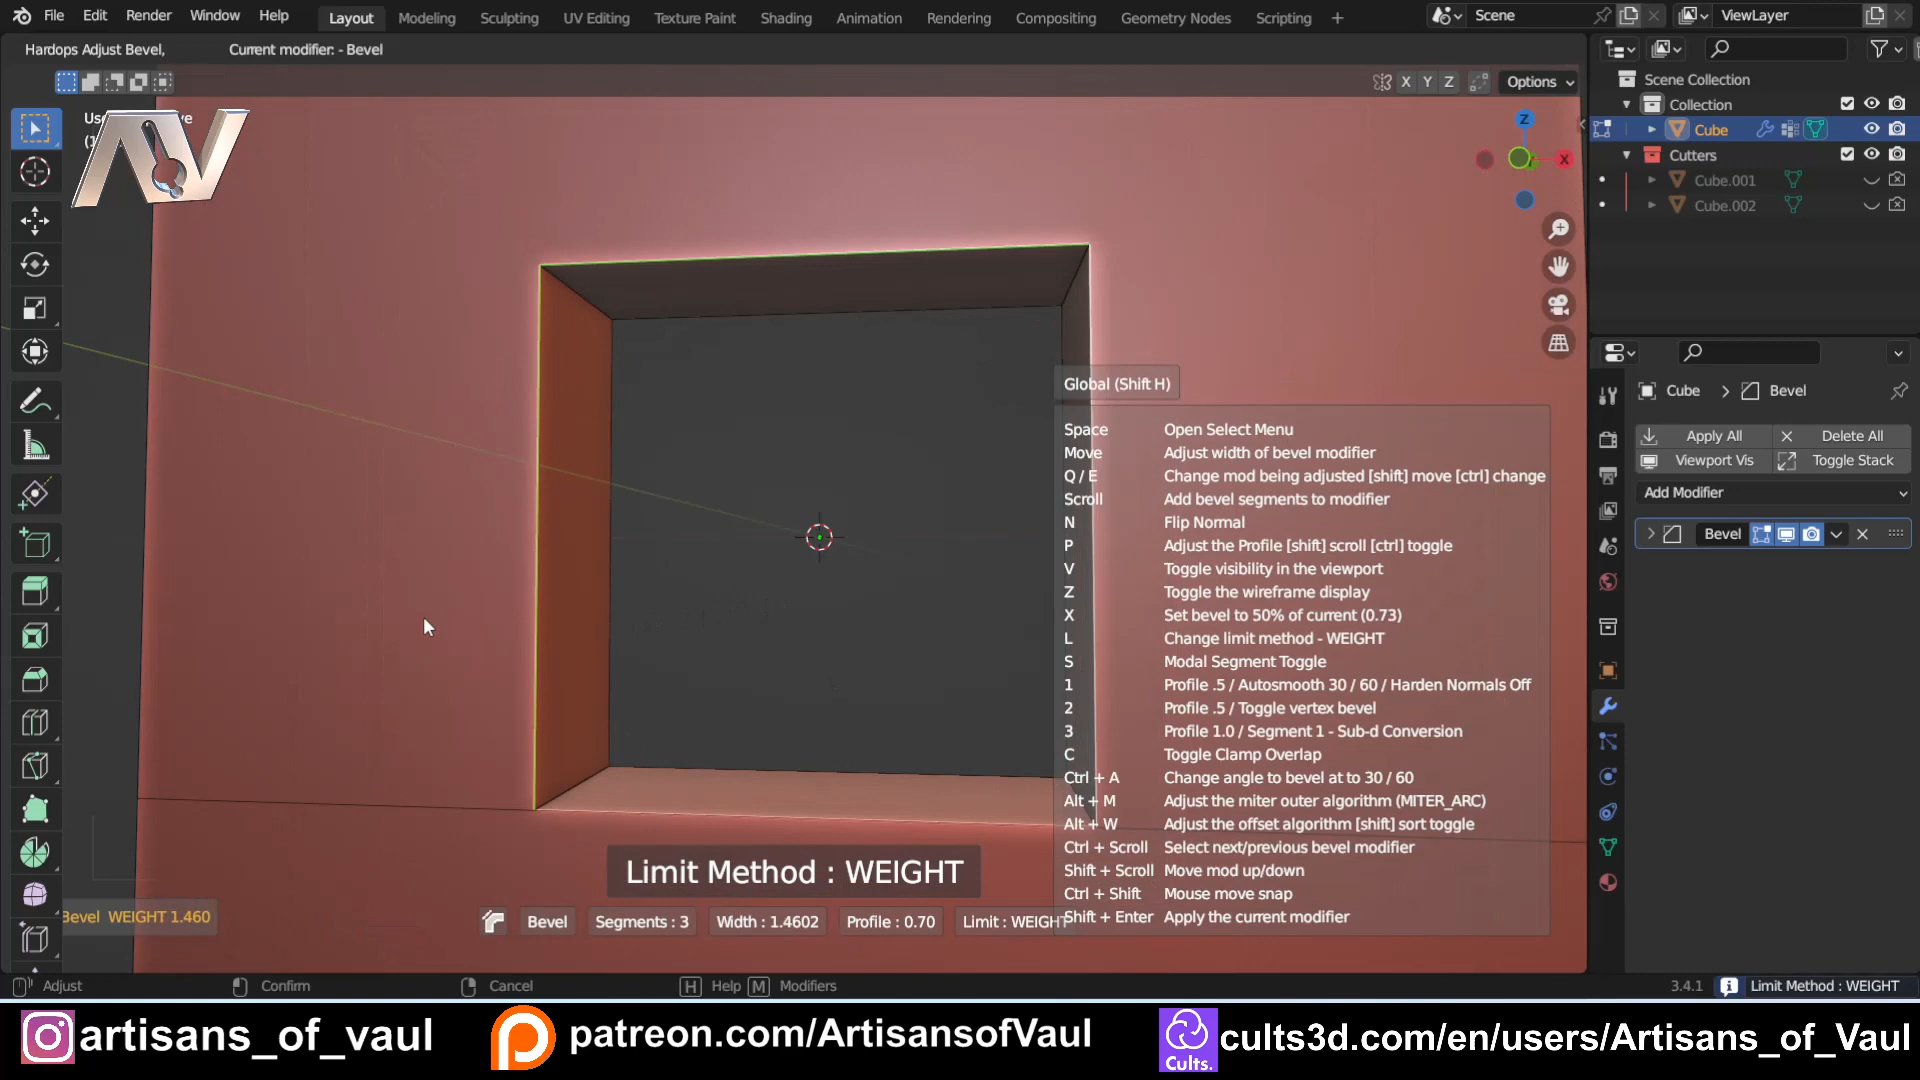 File Edit Render Window Help Layout Modeling Sculpting UV Editing Texture Paint Shading Animation Rendering Compositing Geometry Nodes Scripting + Scene ViewLayer
Hardops Adjust Bevel, Current modifier: - Bevel
X Y Z Options
AV
Scene Collection
Collection
Cube
Cutters
Cube.001
Cube.002
Z
X
Cube > Bevel
Apply All Delete All
Viewport Vis Toggle Stack
Add Modifier
Bevel
Global (Shift H)
Space Open Select Menu
Move Adjust width of bevel modifier
Q / E Change mod being adjusted [shift] move [ctrl] change
Scroll Add bevel segments to modifier
N Flip Normal
P Adjust the Profile [shift] scroll [ctrl] toggle
V Toggle visibility in the viewport
Z Toggle the wireframe display
X Set bevel to 50% of current (0.73)
L Change limit method - WEIGHT
S Modal Segment Toggle
1 Profile .5 / Autosmooth 30 / 60 / Harden Normals Off
2 Profile .5 / Toggle vertex bevel
3 Profile 1.0 / Segment 1 - Sub-d Conversion
C Toggle Clamp Overlap
Ctrl + A Change angle to bevel at to 30 / 60
Alt + M Adjust the miter outer algorithm (MITER_ARC)
Alt + W Adjust the offset algorithm [shift] sort toggle
Ctrl + Scroll Select next/previous bevel modifier
Shift + Scroll Move mod up/down
Ctrl + Shift Mouse move snap
Shift + Enter Apply the current modifier
Limit Method : WEIGHT
Bevel WEIGHT 1.460
Bevel Segments : 3 Width : 1.4602 Profile : 0.70 Limit : WEIGHT
Adjust Confirm Cancel H Help M Modifiers 3.4.1 Limit Method : WEIGHT
artisans_of_vaul patreon.com/ArtisansofVaul Cults. cults3d.com/en/users/Artisans_of_Vaul